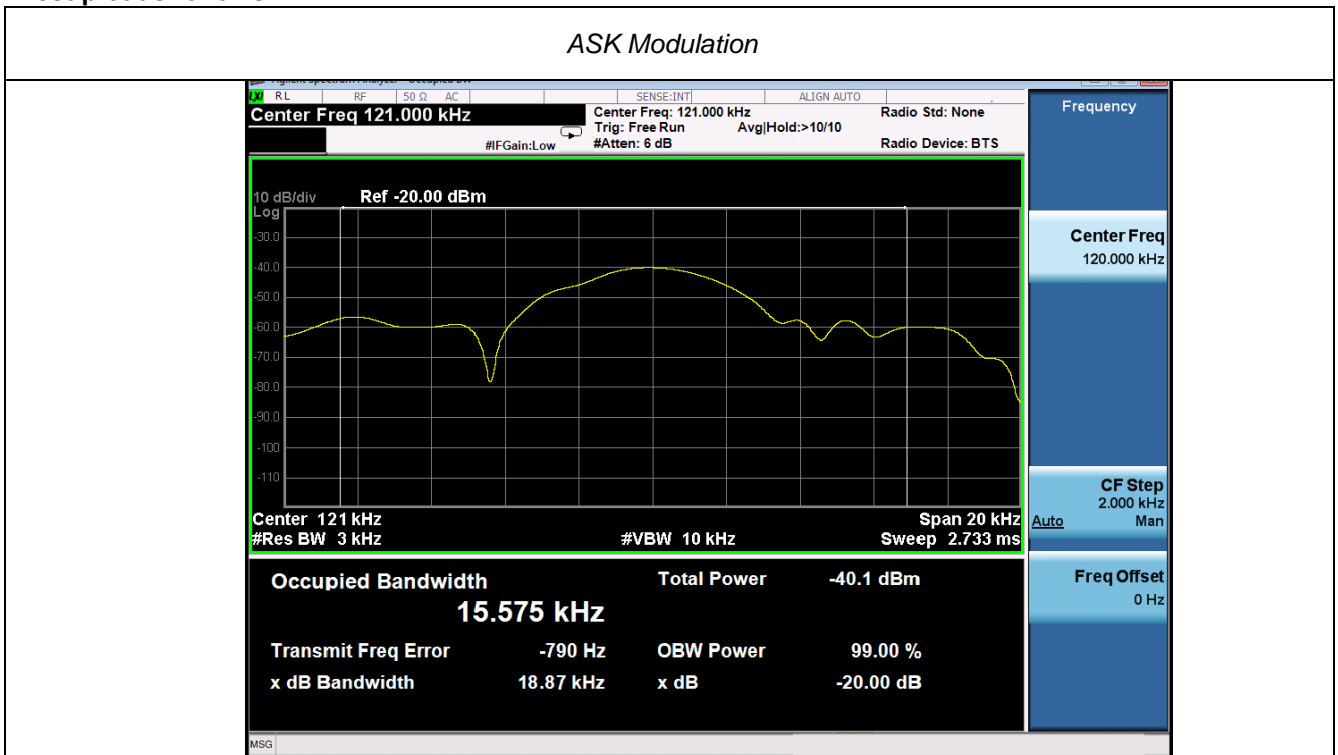 ASK Modulation
RL RF 50 Ω AC SENSE:INT ALIGN AUTO
Center Freq 121.000 kHz
Center Freq: 121.000 kHz
Radio Std: None
Trig: Free Run Avg|Hold:>10/10
#IFGain:Low
#Atten: 6 dB
Radio Device: BTS
10 dB/div Ref -20.00 dBm
Log
-30.0
-40.0
-50.0
-60.0
-70.0
-80.0
-90.0
-100
-110
Center 121 kHz Span 20 kHz
#Res BW 3 kHz #VBW 10 kHz Sweep 2.733 ms
Occupied Bandwidth Total Power -40.1 dBm
15.575 kHz
Transmit Freq Error -790 Hz OBW Power 99.00 %
x dB Bandwidth 18.87 kHz x dB -20.00 dB
MSG
Frequency
Center Freq
120.000 kHz
CF Step
2.000 kHz
Auto Man
Freq Offset
0 Hz